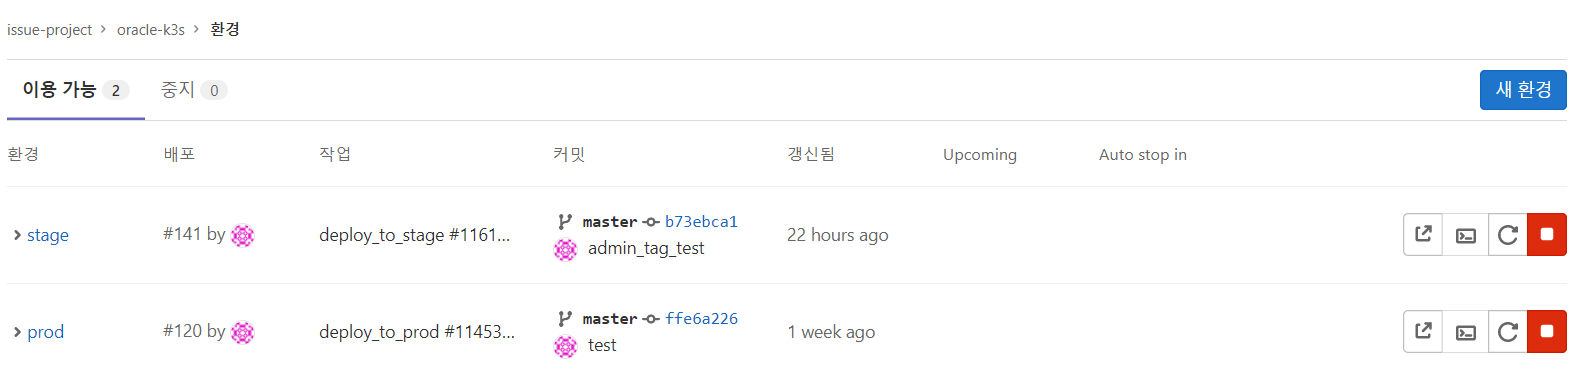 issue-project > oracle-k3s > 환경
이용 가능 2 중지 0 새 환경
환경 배포 작업 커밋 갱신됨 Upcoming Auto stop in
stage #141 by deploy_to_stage #1161... master b73ebca1 22 hours ago
admin_tag_test
prod #120 by deploy_to_prod #11453... master ffe6a226 1 week ago
test